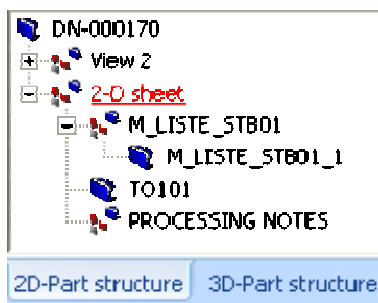 DN-000170
View 2
2-D sheet
M_LISTE_STB01
M_LISTE_STB01_1
TO101
PROCESSING NOTES
2D-Part structure 3D-Part structure